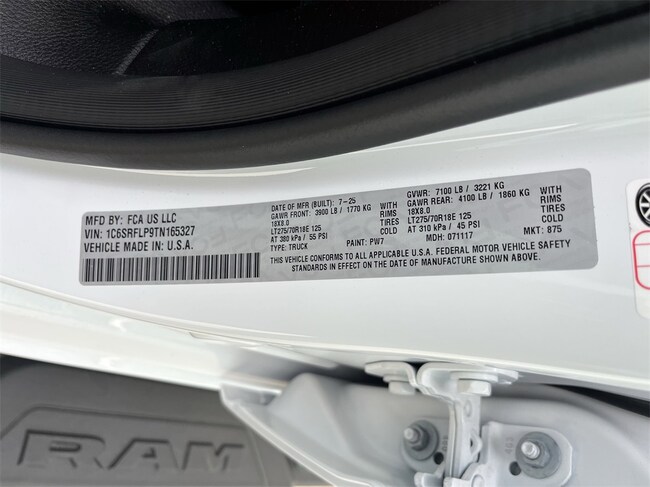 MFD BY: FCA US LLC
VIN: 1C6SRFLP9TN165327
VEHICLE MADE IN U.S.A.
DATE OF MFR (BUILT): 7-25
GAWR FRONT: 3900 LB / 1770 KG WITH
18X8.0 RIMS
LT275/70R18E 125 TIRES
AT 380 kPa / 55 PSI COLD
TYPE: TRUCK PAINT: PW7
GVWR: 7100 LB / 3221 KG
GAWR REAR: 4100 LB / 1860 KG WITH
18X8.0 RIMS
LT275/70R18E 125 TIRES
AT 310 kPa / 45 PSI COLD
MDH: 071117 MKT: 875
THIS VEHICLE CONFORMS TO ALL APPLICABLE U.S.A. FEDERAL MOTOR VEHICLE SAFETY
STANDARDS IN EFFECT ON THE DATE OF MANUFACTURE SHOWN ABOVE.
RAM